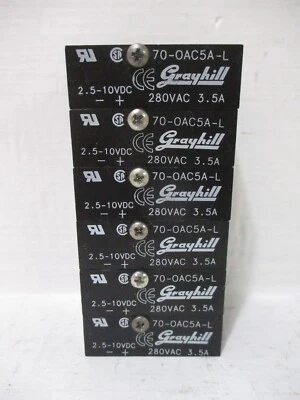 70-OAC5A-L
Grayhill
2.5-10VDC
280VAC 3.5A
− +
70-OAC5A-L
Grayhill
2.5-10VDC
280VAC 3.5A
− +
70-OAC5A-L
Grayhill
2.5-10VDC
280VAC 3.5A
− +
70-OAC5A-L
Grayhill
2.5-10VDC
280VAC 3.5A
− +
70-OAC5A-L
Grayhill
2.5-10VDC
280VAC 3.5A
− +
70-OAC5A-L
Grayhill
2.5-10VDC
280VAC 3.5A
− +